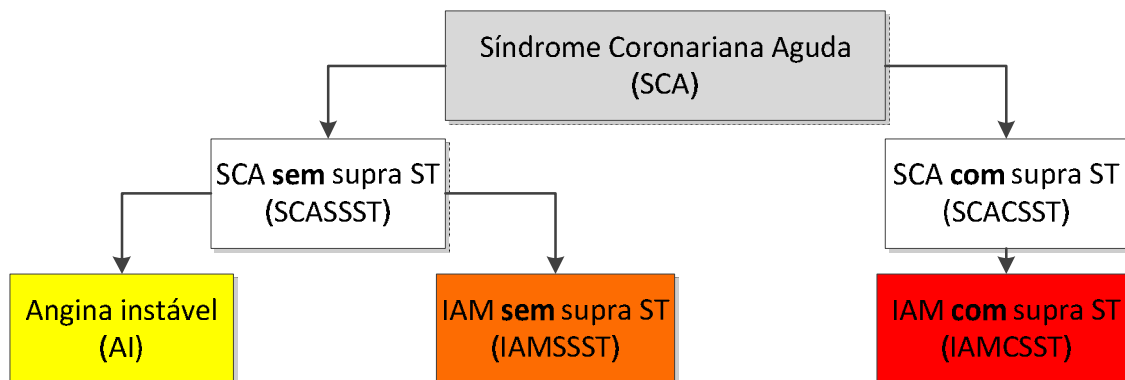 Síndrome Coronariana Aguda
(SCA)
SCA sem supra ST
(SCASSST)
SCA com supra ST
(SCACSST)
Angina instável
(AI)
IAM sem supra ST
(IAMSSST)
IAM com supra ST
(IAMCSST)